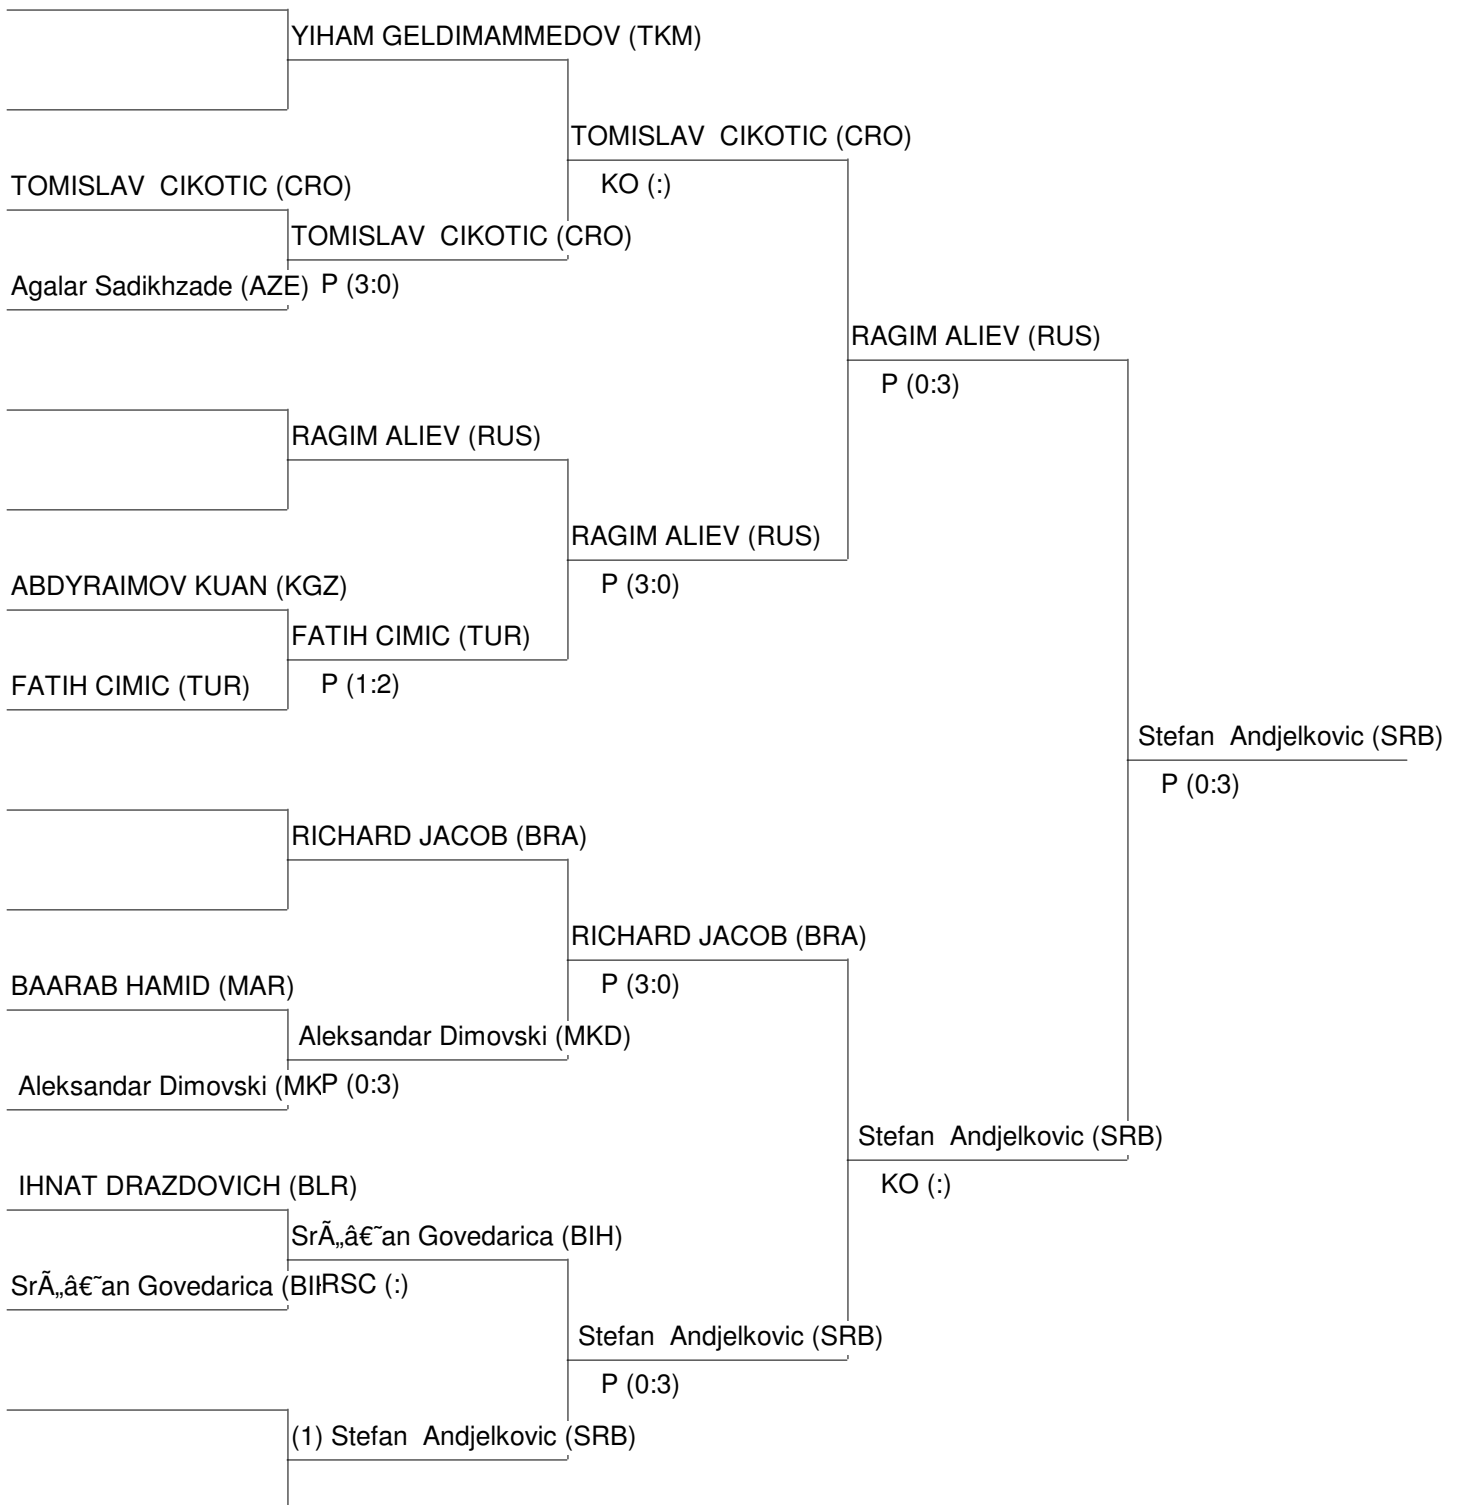 YIHAM GELDIMAMMEDOV (TKM)
TOMISLAV  CIKOTIC (CRO)
KO (:)
TOMISLAV  CIKOTIC (CRO)
TOMISLAV  CIKOTIC (CRO)
Agalar Sadikhzade (AZE)
P (3:0)
RAGIM ALIEV (RUS)
P (0:3)
RAGIM ALIEV (RUS)
RAGIM ALIEV (RUS)
P (3:0)
ABDYRAIMOV KUAN (KGZ)
FATIH CIMIC (TUR)
FATIH CIMIC (TUR)
P (1:2)
Stefan  Andjelkovic (SRB)
P (0:3)
RICHARD JACOB (BRA)
RICHARD JACOB (BRA)
P (3:0)
BAARAB HAMID (MAR)
Aleksandar Dimovski (MKD)
Aleksandar Dimovski (MK
P (0:3)
Stefan  Andjelkovic (SRB)
KO (:)
IHNAT DRAZDOVICH (BLR)
SrÃ„â€˜an Govedarica (BIH)
SrÃ„â€˜an Govedarica (BIH
RSC (:)
Stefan  Andjelkovic (SRB)
P (0:3)
(1) Stefan  Andjelkovic (SRB)